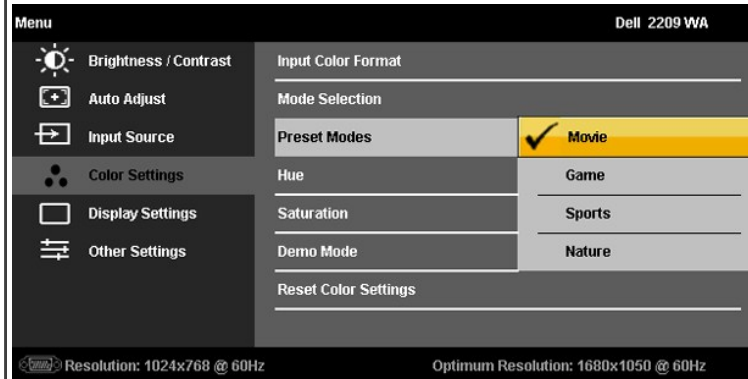 Menu Dell 2209 WA
Brightness / Contrast Input Color Format
Auto Adjust Mode Selection
Input Source Preset Modes Movie
Color Settings Hue Game
Display Settings Saturation Sports
Other Settings Demo Mode Nature
Reset Color Settings
Resolution: 1024x768 @ 60Hz Optimum Resolution: 1680x1050 @ 60Hz